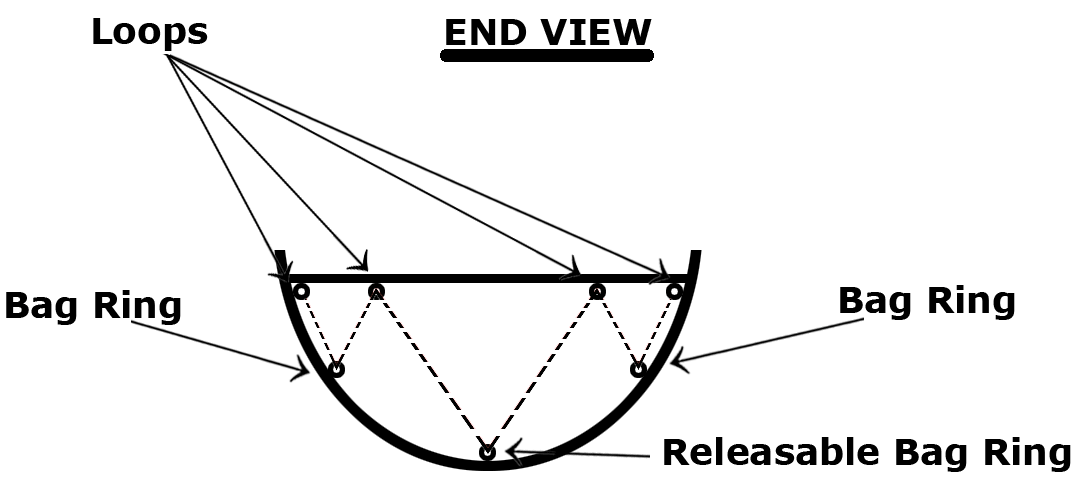 Loops
END VIEW
Bag Ring
Bag Ring
Releasable Bag Ring